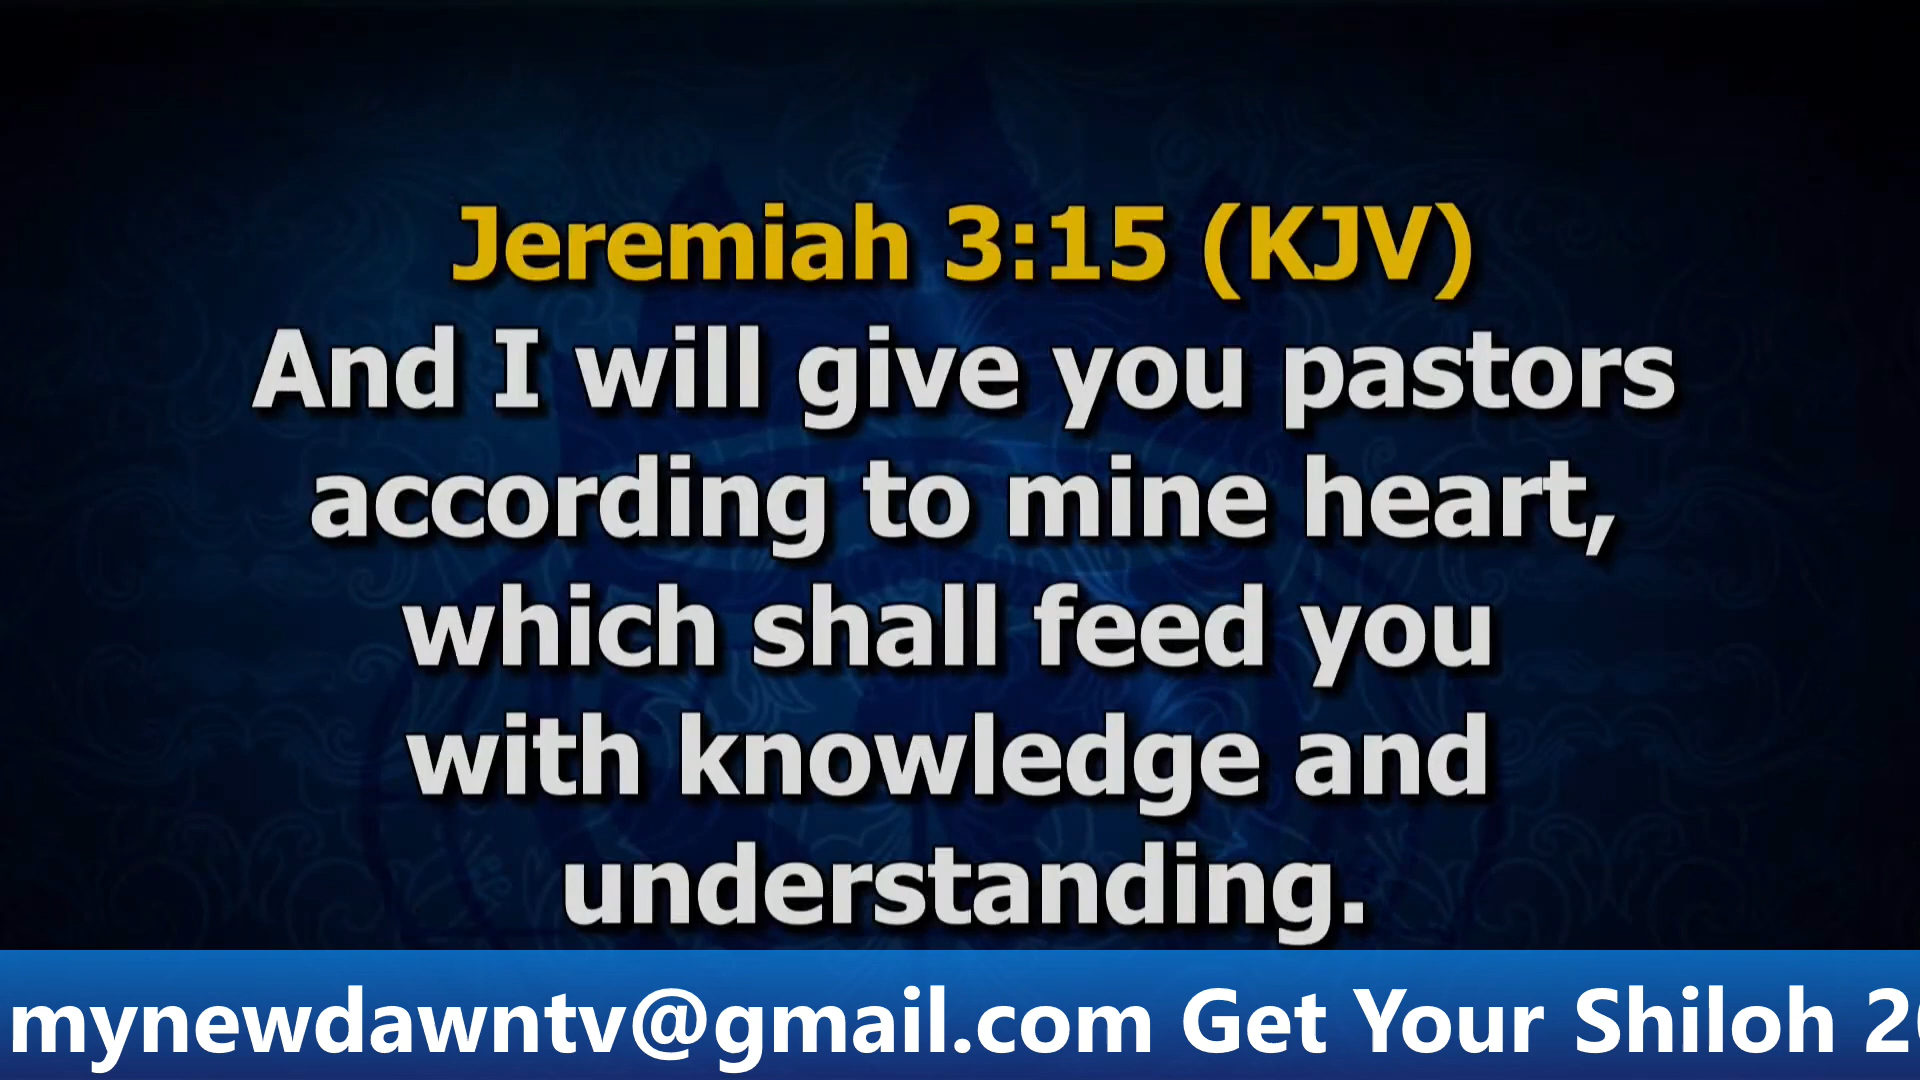 Jeremiah 3:15 (KJV)
And I will give you pastors
according to mine heart,
which shall feed you
with knowledge and
understanding.
mynewdawntv@gmail.com Get Your Shiloh